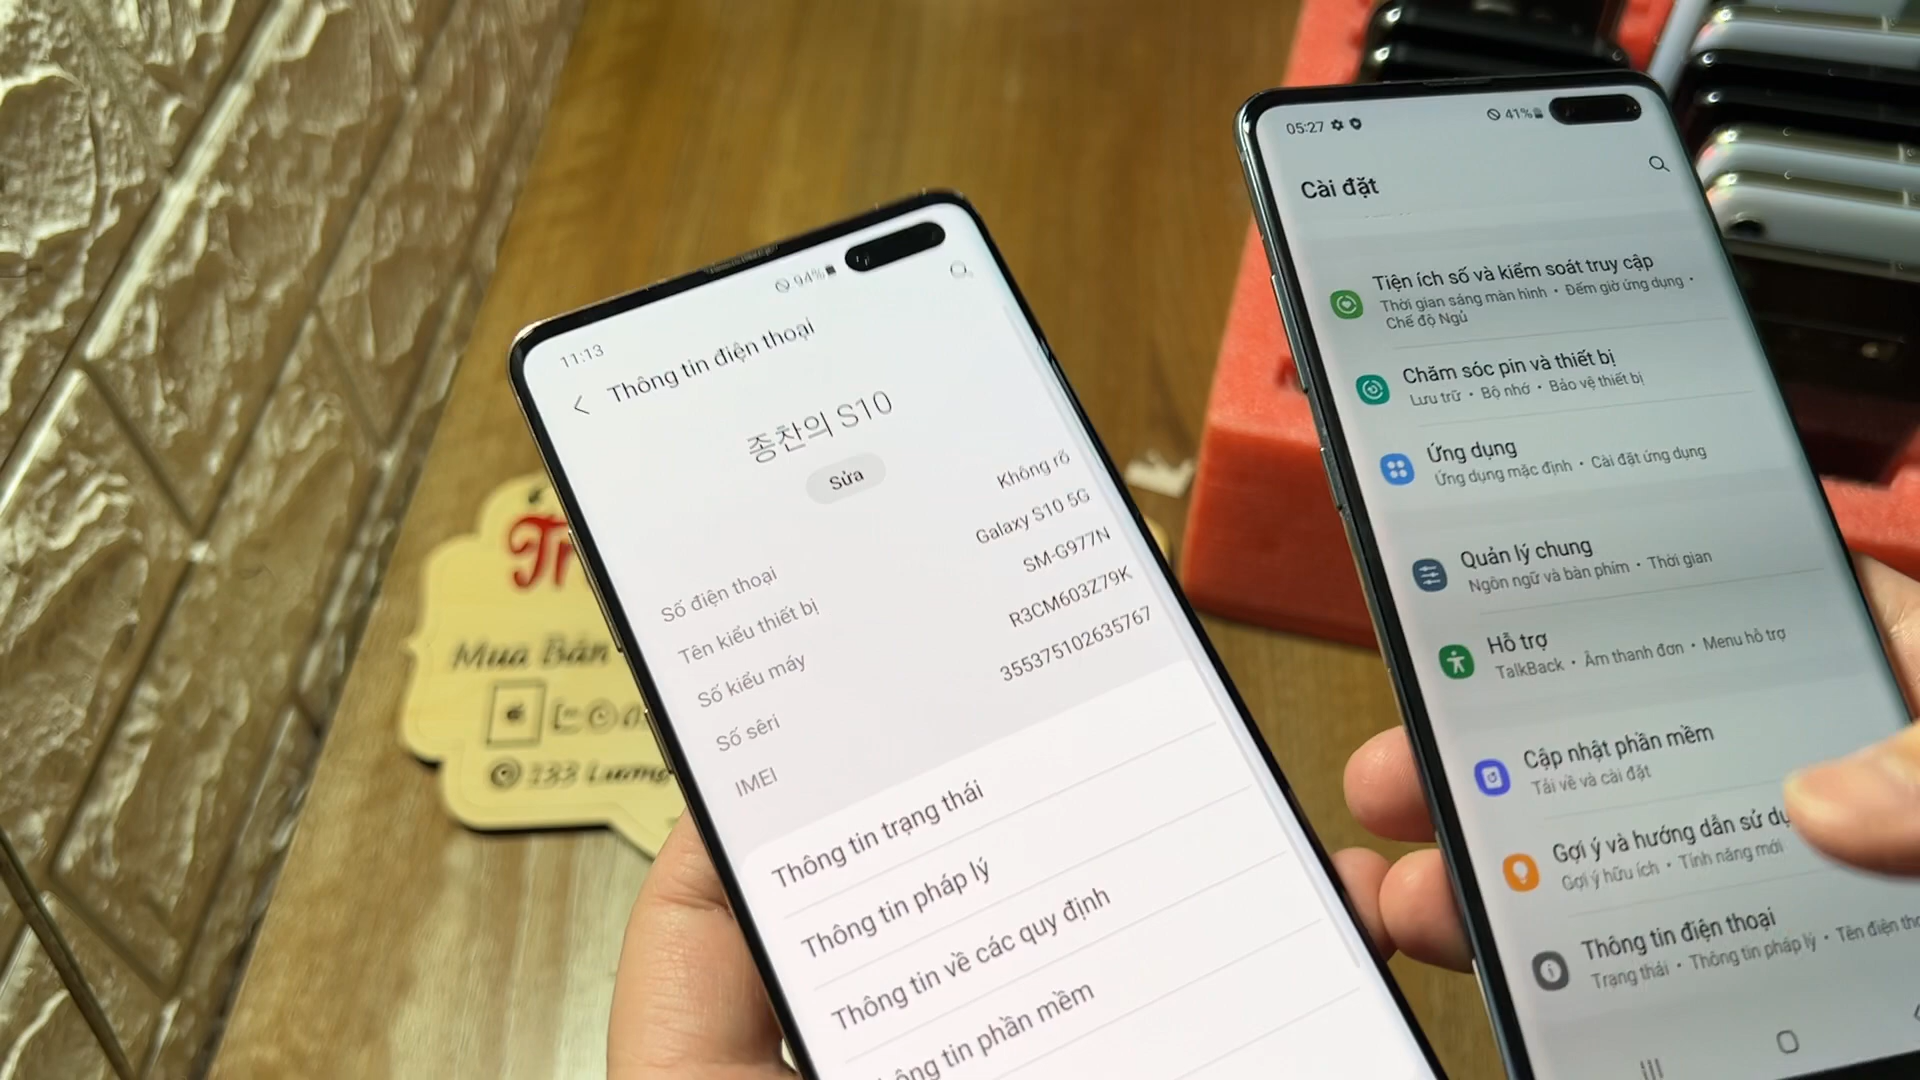 11:13
94%
Thông tin điện thoại
종찬의 S10
Sửa
Số điện thoại Không rõ
Tên kiểu thiết bị Galaxy S10 5G
Số kiểu máy SM-G977N
Số sêri R3CM603Z79K
IMEI 355375102635767
Thông tin trạng thái
Thông tin pháp lý
Thông tin về các quy định
tin phần mềm
05:27
41%
Cài đặt
Tiện ích số và kiểm soát truy cập
Thời gian sáng màn hình • Đếm giờ ứng dụng •
Chế độ Ngủ
Chăm sóc pin và thiết bị
Lưu trữ • Bộ nhớ • Bảo vệ thiết bị
Ứng dụng
Ứng dụng mặc định • Cài đặt ứng dụng
Quản lý chung
Ngôn ngữ và bàn phím • Thời gian
Hỗ trợ
TalkBack • Âm thanh đơn • Menu hỗ trợ
Cập nhật phần mềm
Tải về và cài đặt
Gợi ý và hướng dẫn sử dụ
Gợi ý hữu ích • Tính năng mới
Thông tin điện thoại
Trạng thái • Thông tin pháp lý • Tên điện tho
Tr
Mua Bán
133 Lương